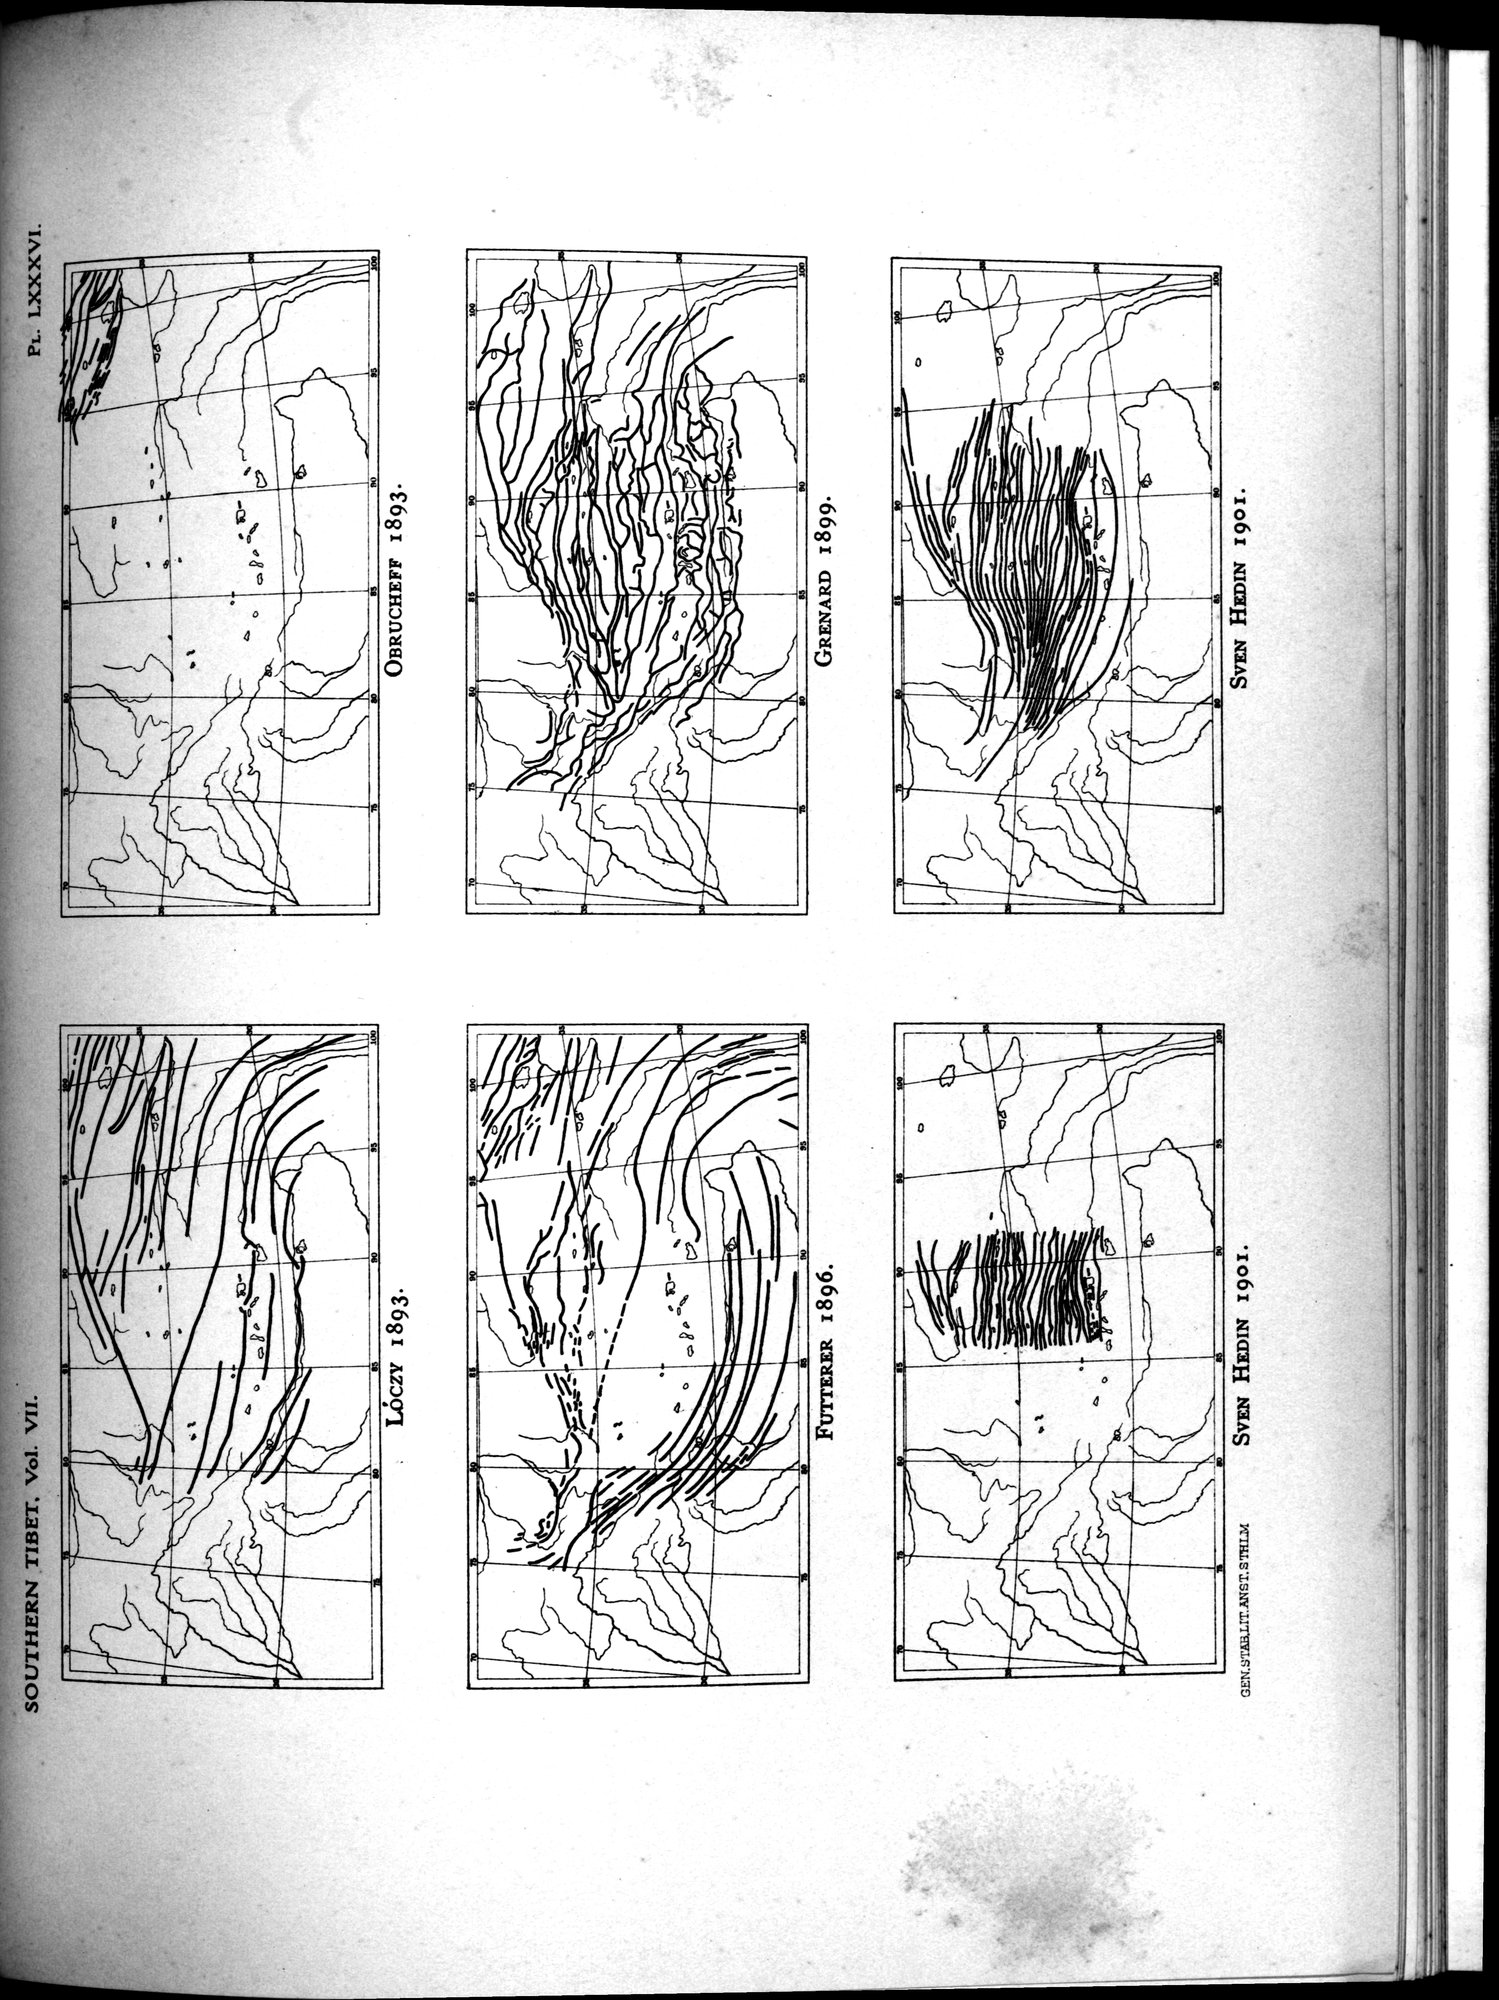 SOUTHERN TIBET, Vol. VII.
PL. LXXXVI.
LÓCZY 1893.
OBRUCHEFF 1893.
FUTTERER 1896.
GRENARD 1899.
SVEN HEDIN 1901.
SVEN HEDIN 1901.
GEN.STAB.LIT.ANST.STHLM